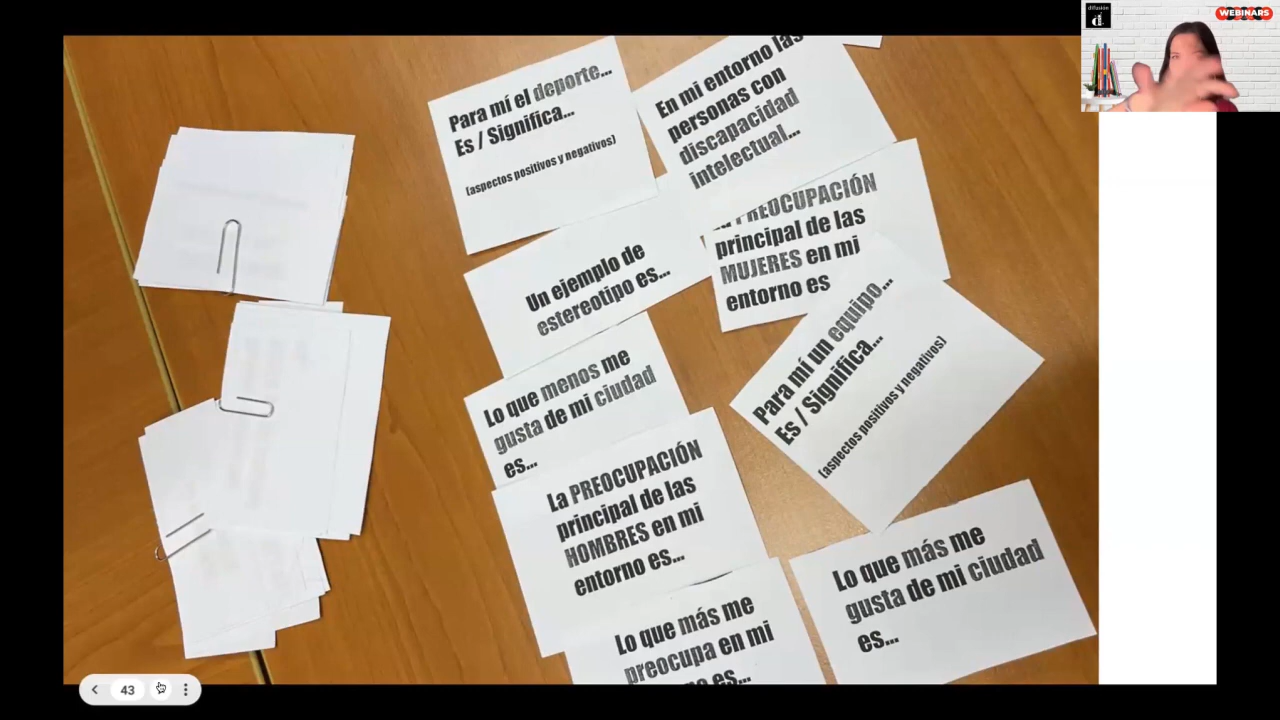 difusión
WEBINARS
Para mí el deporte...
Es / Significa...
(aspectos positivos y negativos)
En mi entorno las
personas con
discapacidad
intelectual...
PREOCUPACIÓN
principal de las
MUJERES en mi
entorno es
Un ejemplo de
estereotipo es...
Para mí un equipo...
Es / Significa...
(aspectos positivos y negativos)
Lo que menos me
gusta de mi ciudad
es...
La PREOCUPACIÓN
principal de las
HOMBRES en mi
entorno es...
Lo que más me
gusta de mi ciudad
es...
Lo que más me
preocupa en mi
es...
43